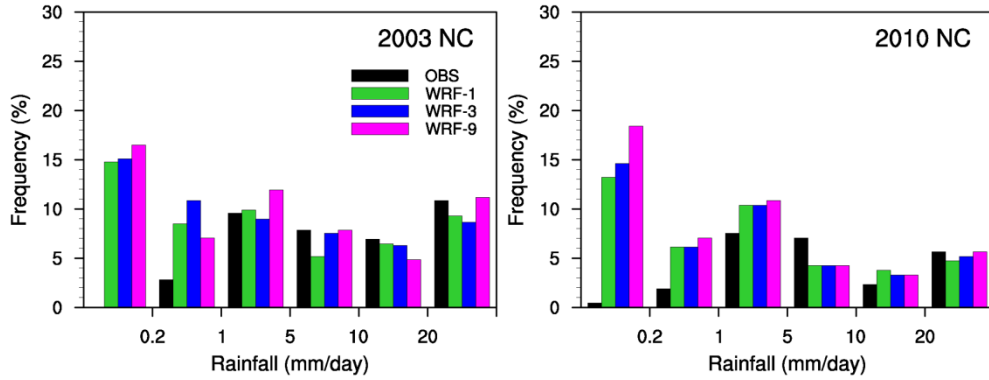 30
25
20
15
10
5
0
Frequency (%)
2003 NC
OBS
WRF-1
WRF-3
WRF-9
0.2 1 5 10 20
Rainfall (mm/day)
30
25
20
15
10
5
0
Frequency (%)
2010 NC
0.2 1 5 10 20
Rainfall (mm/day)